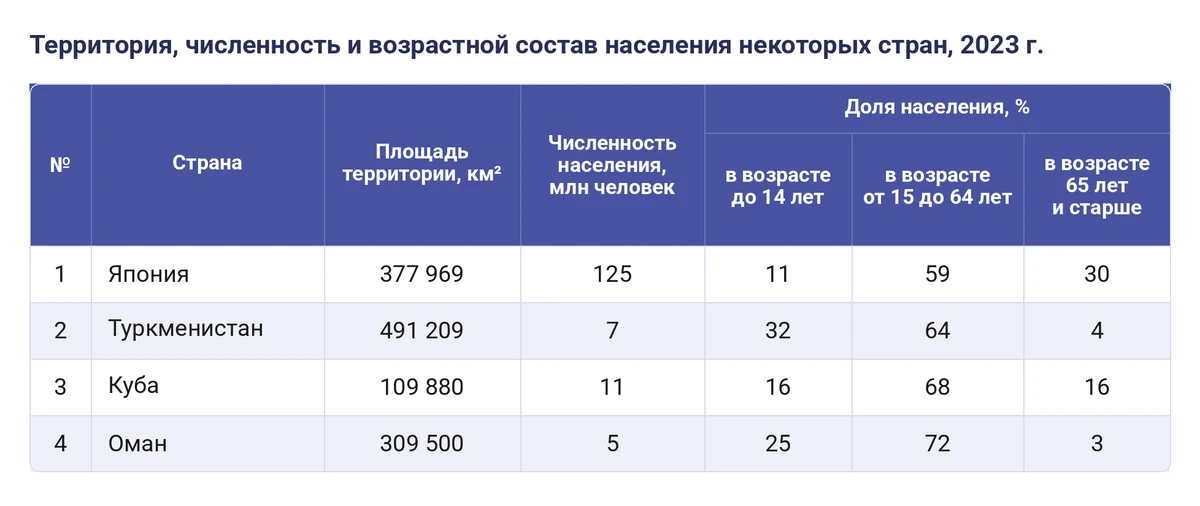 Территория, численность и возрастной состав населения некоторых стран, 2023 г.
№ Страна Площадь территории, км² Численность населения, млн человек Доля населения, %
в возрасте до 14 лет в возрасте от 15 до 64 лет в возрасте 65 лет и старше
1 Япония 377 969 125 11 59 30
2 Туркменистан 491 209 7 32 64 4
3 Куба 109 880 11 16 68 16
4 Оман 309 500 5 25 72 3